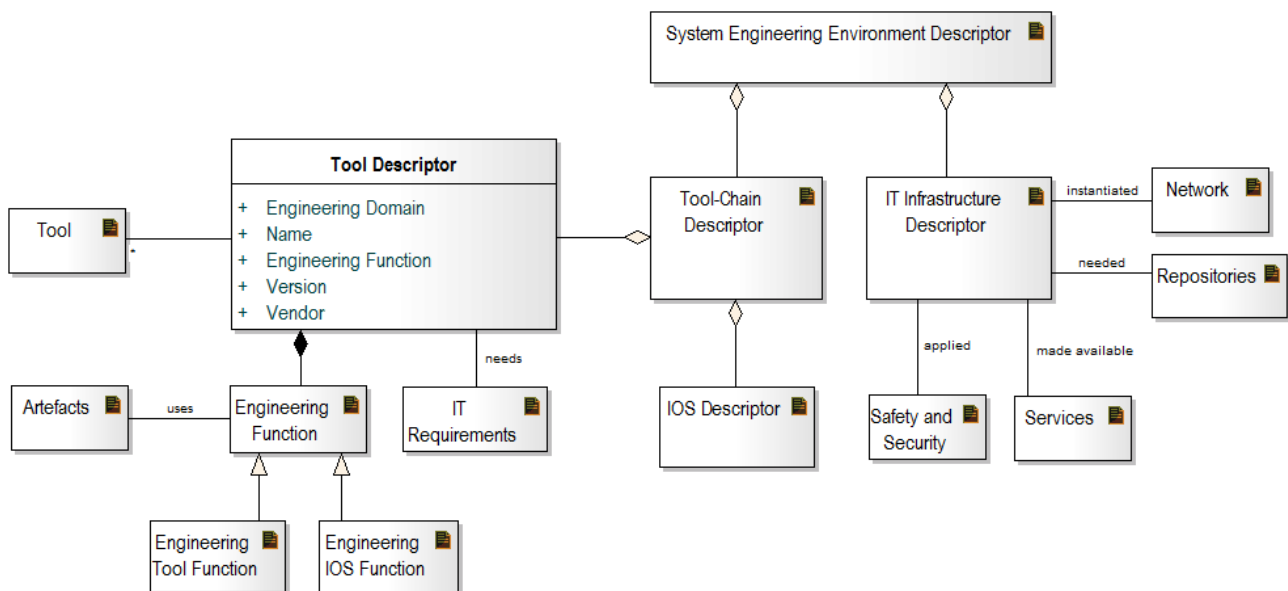 System Engineering Environment Descriptor
Tool Descriptor
+ Engineering Domain
+ Name
+ Engineering Function
+ Version
+ Vendor
Tool
*
Tool-Chain
Descriptor
IT Infrastructure
Descriptor
instantiated
Network
needed
Repositories
applied
made available
needs
Artefacts
uses
Engineering
Function
IT
Requirements
IOS Descriptor
Safety and
Security
Services
Engineering
Tool Function
Engineering
IOS Function